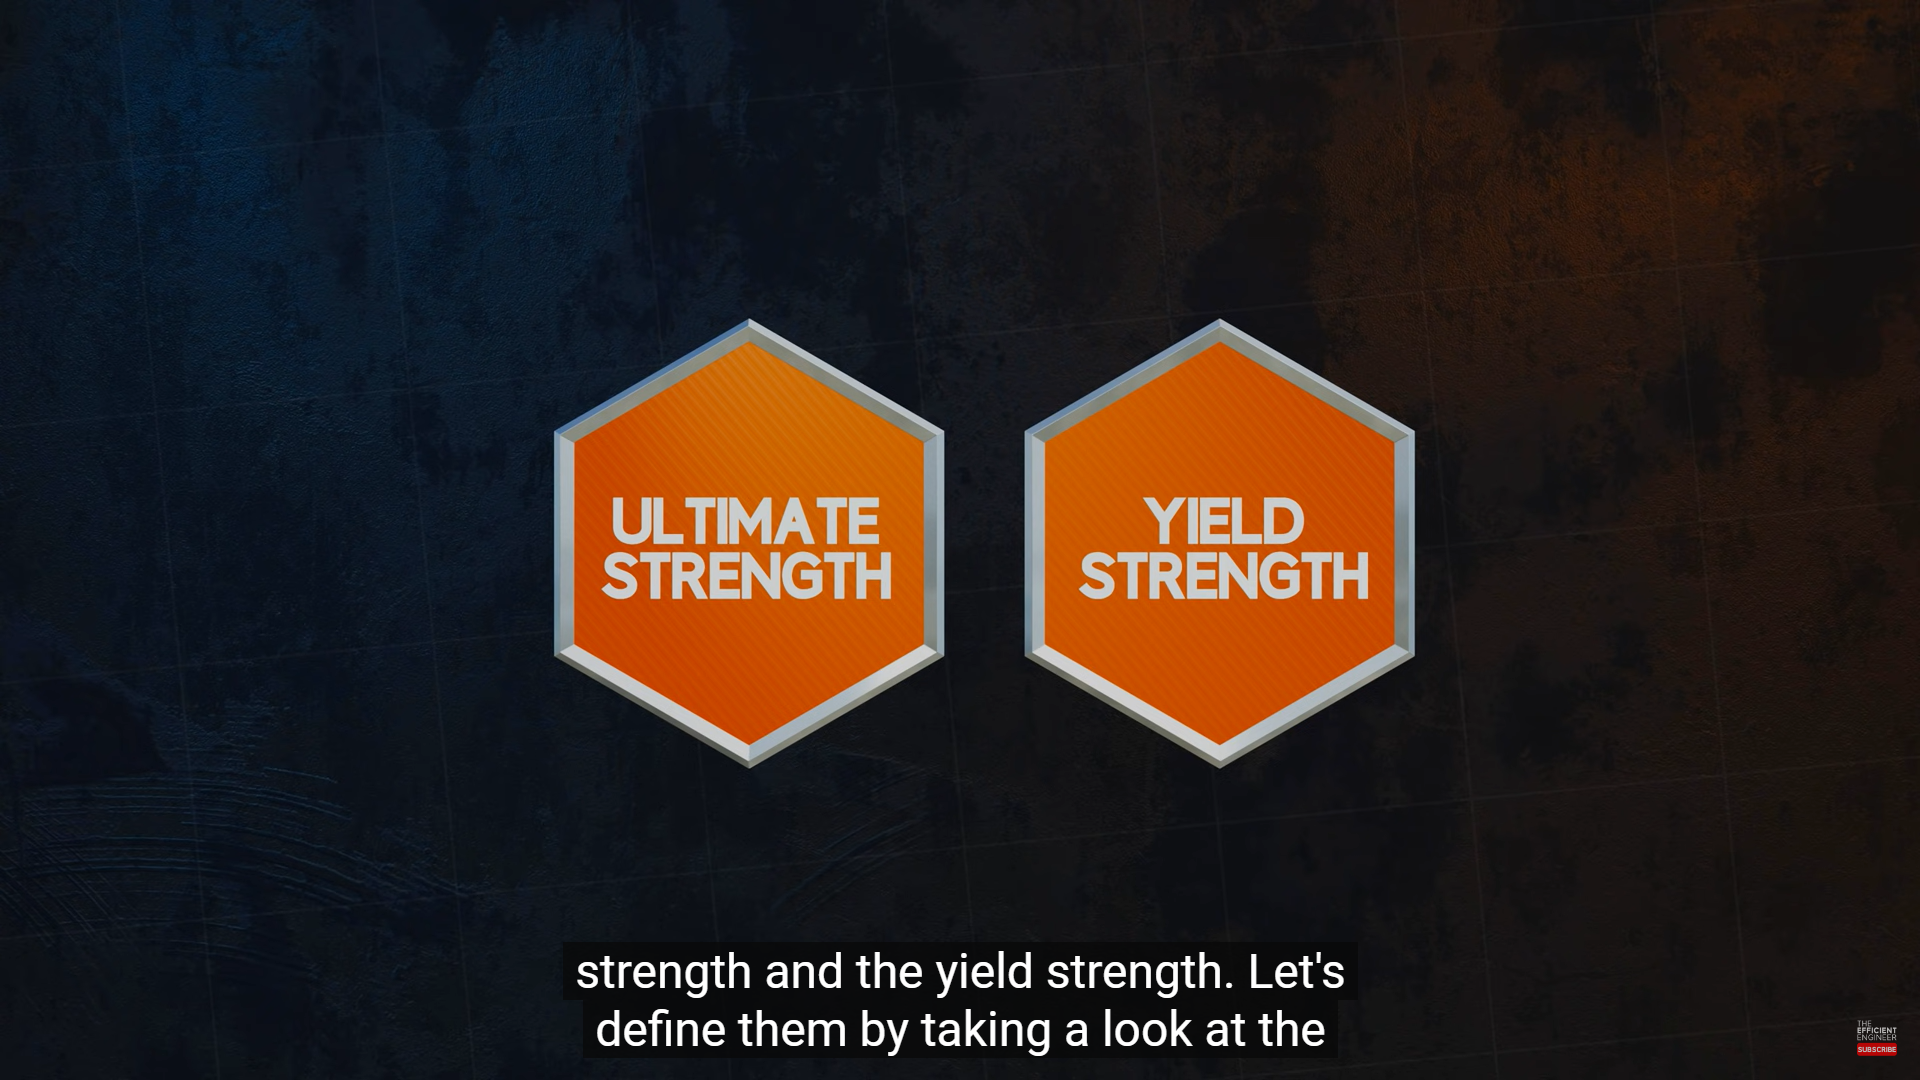 ULTIMATE
STRENGTH
YIELD
STRENGTH
strength and the yield strength. Let's
define them by taking a look at the
THE
EFFICIENT
ENGINEER
SUBSCRIBE